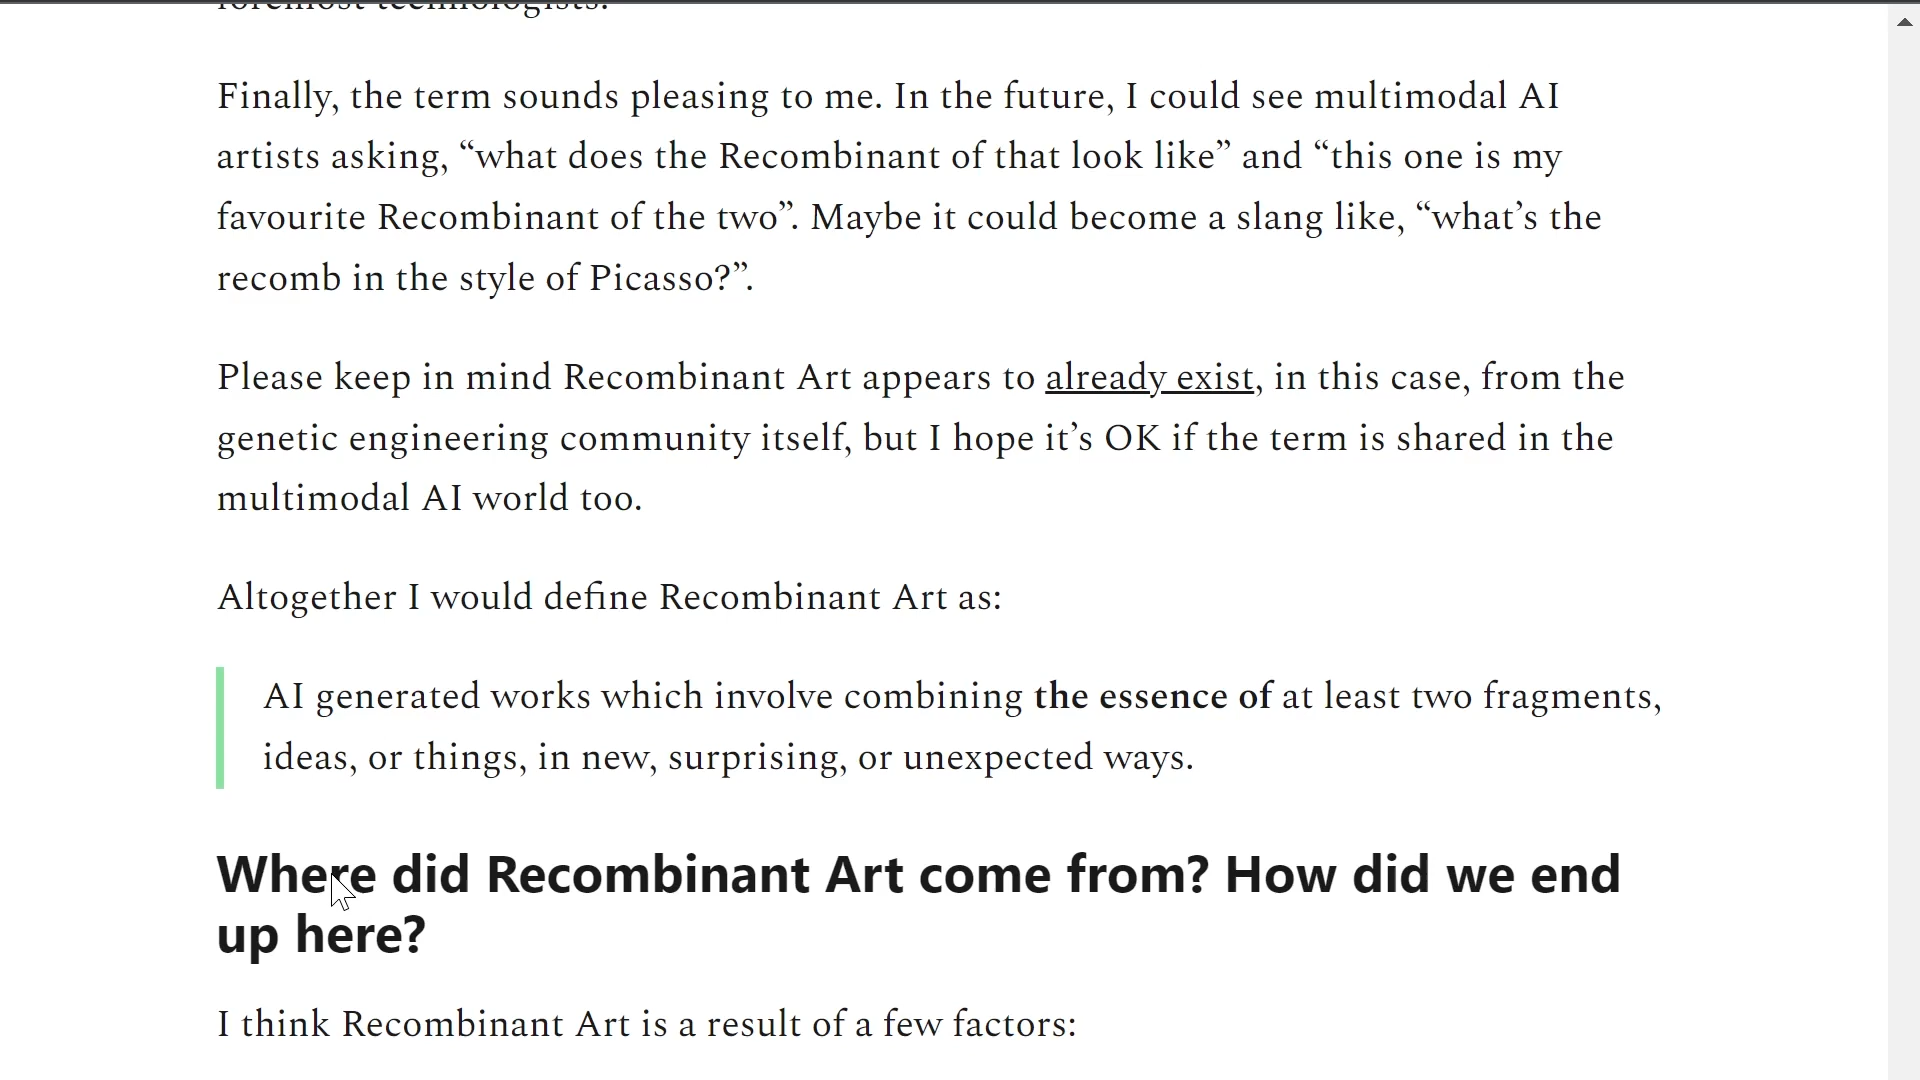 foremost technologists.
Finally, the term sounds pleasing to me. In the future, I could see multimodal AI
artists asking, “what does the Recombinant of that look like” and “this one is my
favourite Recombinant of the two”. Maybe it could become a slang like, “what’s the
recomb in the style of Picasso?”.
Please keep in mind Recombinant Art appears to already exist, in this case, from the
genetic engineering community itself, but I hope it’s OK if the term is shared in the
multimodal AI world too.
Altogether I would define Recombinant Art as:
AI generated works which involve combining the essence of at least two fragments,
ideas, or things, in new, surprising, or unexpected ways.
Where did Recombinant Art come from? How did we end
up here?
I think Recombinant Art is a result of a few factors: